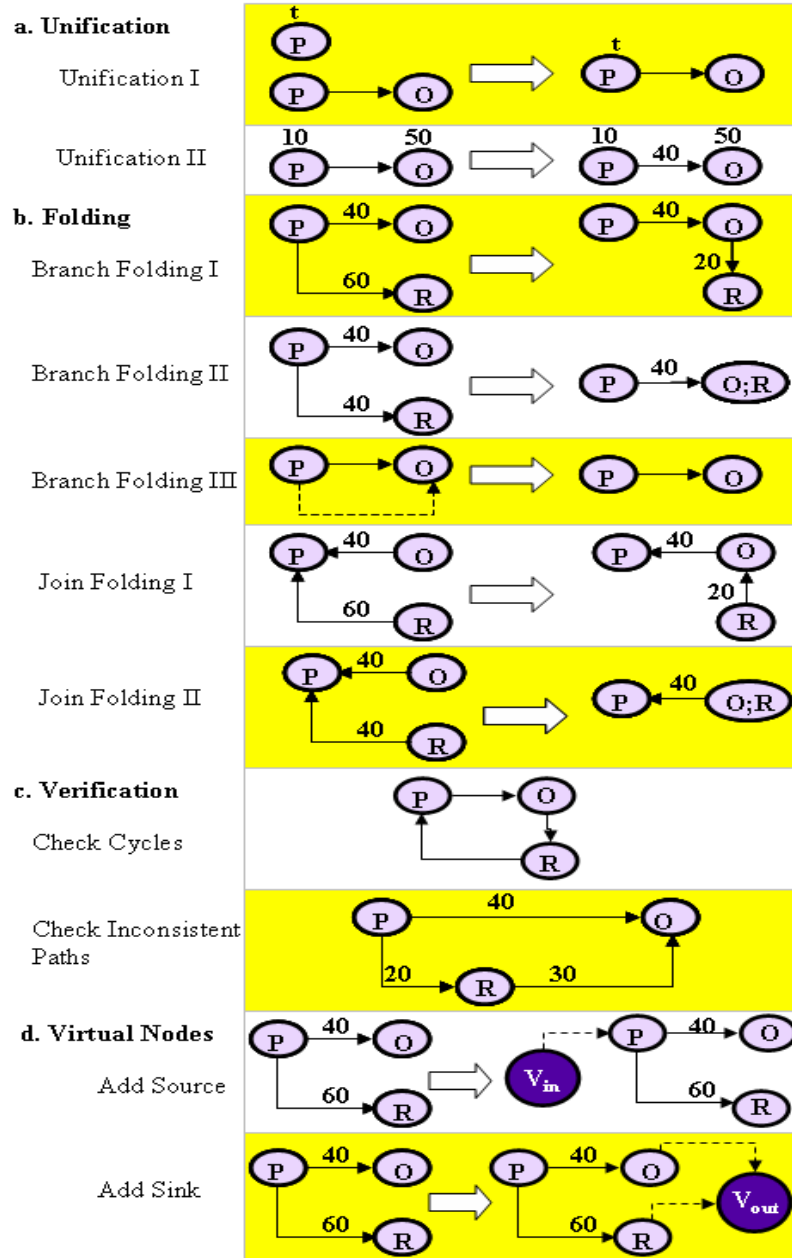 a. Unification
t
P
t
Unification I
P O P O
10 50 10 50
Unification II
P O P 40 O
b. Folding
P 40 O P 40 O
Branch Folding I
20
60 R R
P 40 O
Branch Folding II
40 R P 40 O;R
Branch Folding III
P O P O
P 40 O P 40 O
Join Folding I
60 R 20 R
P 40 O
Join Folding II
40 R P 40 O;R
c. Verification
P O
Check Cycles
R
P 40 O
Check Inconsistent
Paths
20 R 30
d. Virtual Nodes
P 40 O P 40 O
Add Source
60 R Vin 60 R
P 40 O P 40 O
Add Sink
60 R 60 R Vout